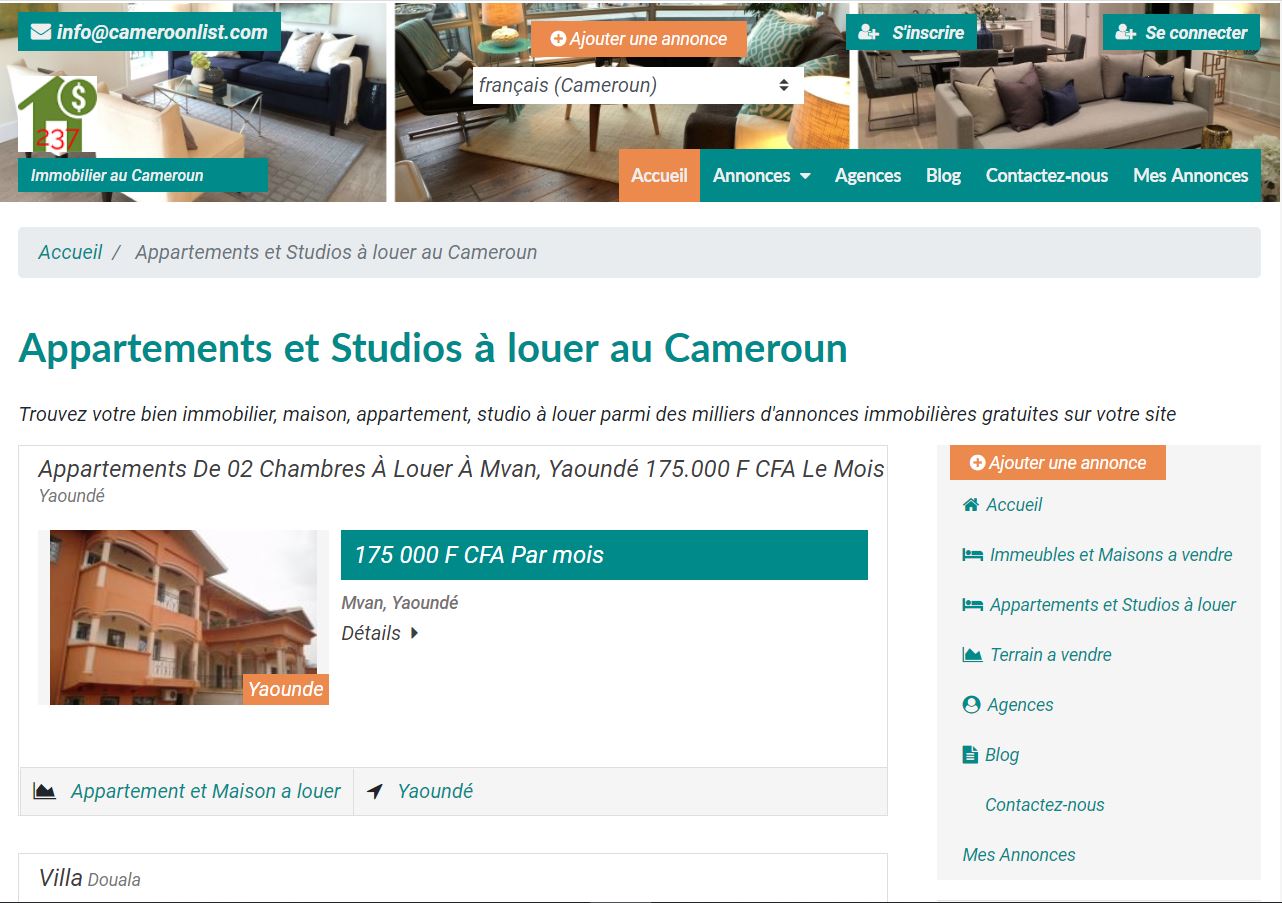 info@cameroonlist.com
Ajouter une annonce
S'inscrire
Se connecter
français (Cameroun)
$
237
Immobilier au Cameroun
Accueil Annonces Agences Blog Contactez-nous Mes Annonces
Accueil / Appartements et Studios à louer au Cameroun
Appartements et Studios à louer au Cameroun
Trouvez votre bien immobilier, maison, appartement, studio à louer parmi des milliers d'annonces immobilières gratuites sur votre site
Appartements De 02 Chambres À Louer À Mvan, Yaoundé 175.000 F CFA Le Mois
Yaoundé
175 000 F CFA Par mois
Mvan, Yaoundé
Détails
Yaounde
Appartement et Maison a louer
Yaoundé
Villa Douala
Ajouter une annonce
Accueil
Immeubles et Maisons a vendre
Appartements et Studios à louer
Terrain a vendre
Agences
Blog
Contactez-nous
Mes Annonces